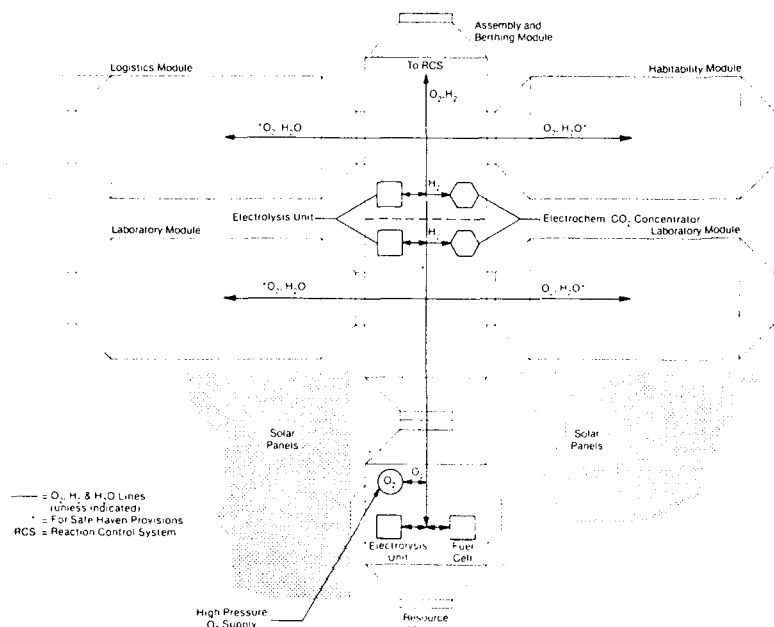 Assembly and
Berthing Module
Logistics Module
To RCS
Habitability Module
O₂, H₂
*O₂, H₂O
O₂, H₂O*
H₂
Electrolysis Unit
Electrochem CO₂ Concentrator
Laboratory Module
H₂
Laboratory Module
*O₂, H₂O
O₂, H₂O*
Solar
Panels
Solar
Panels
O₂
O₂
—— = O₂, H₂ & H₂O Lines
(unless indicated)
* = For Safe Haven Provisions
RCS = Reaction Control System
Electrolysis
Unit
Fuel
Cell
High Pressure
O₂ Supply
Resource